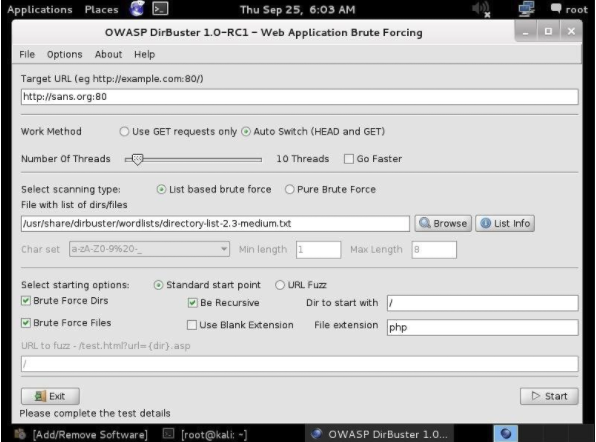 Applications Places Thu Sep 25, 6:03 AM root
OWASP DirBuster 1.0-RC1 - Web Application Brute Forcing
File Options About Help
Target URL (eg http://example.com:80/)
http://sans.org:80
Work Method Use GET requests only Auto Switch (HEAD and GET)
Number Of Threads 10 Threads Go Faster
Select scanning type: List based brute force Pure Brute Force
File with list of dirs/files
/usr/share/dirbuster/wordlists/directory-list-2.3-medium.txt Browse List Info
Char set a-zA-Z0-9%20-_ Min length 1 Max Length 8
Select starting options: Standard start point URL Fuzz
Brute Force Dirs Be Recursive Dir to start with /
Brute Force Files Use Blank Extension File extension php
URL to fuzz - /test.html?url={dir}.asp
/
Exit Start
Please complete the test details
[Add/Remove Software] [root@kali: ~] OWASP DirBuster 1.0...